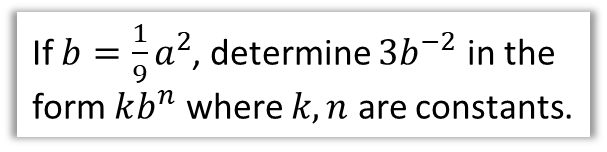 If b = 1/9 a², determine 3b⁻² in the
form kbⁿ where k, n are constants.